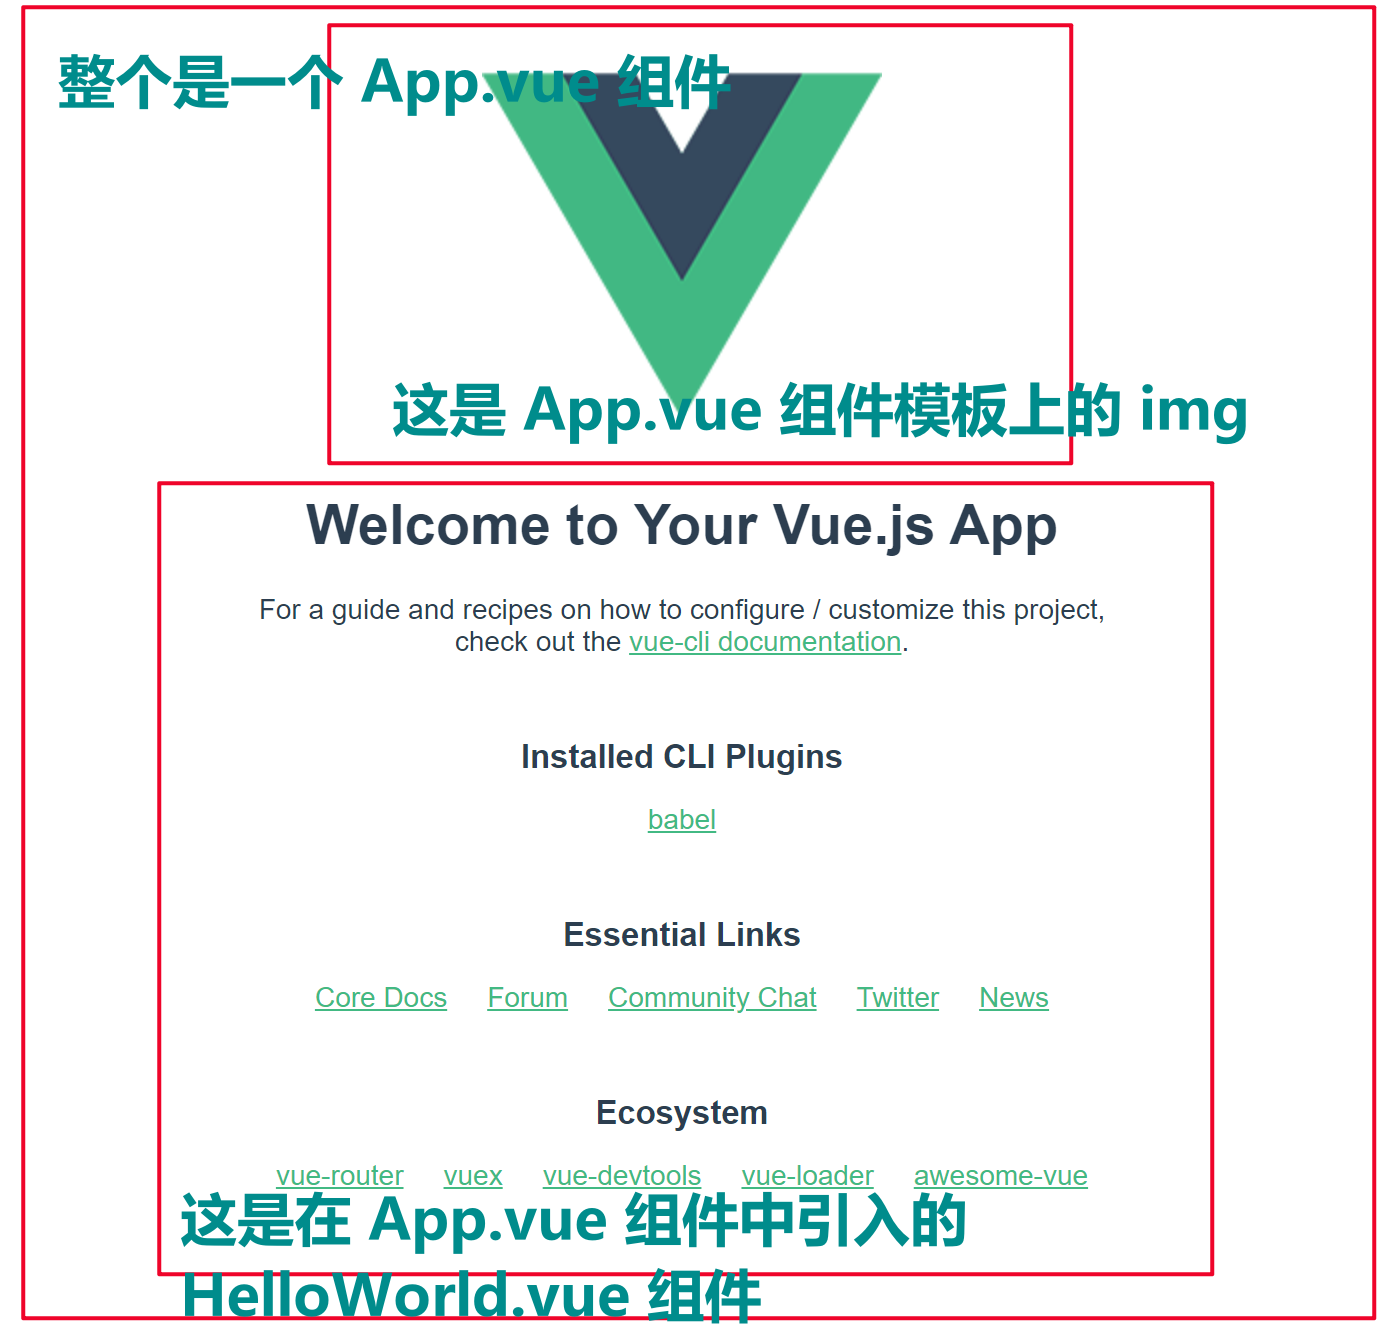 整个是一个 App.vue 组件
这是 App.vue 组件模板上的 img
Welcome to Your Vue.js App
For a guide and recipes on how to configure / customize this project,
check out the vue-cli documentation.
Installed CLI Plugins
babel
Essential Links
Core Docs Forum Community Chat Twitter News
Ecosystem
vue-router vuex vue-devtools vue-loader awesome-vue
这是在 App.vue 组件中引入的
HelloWorld.vue 组件